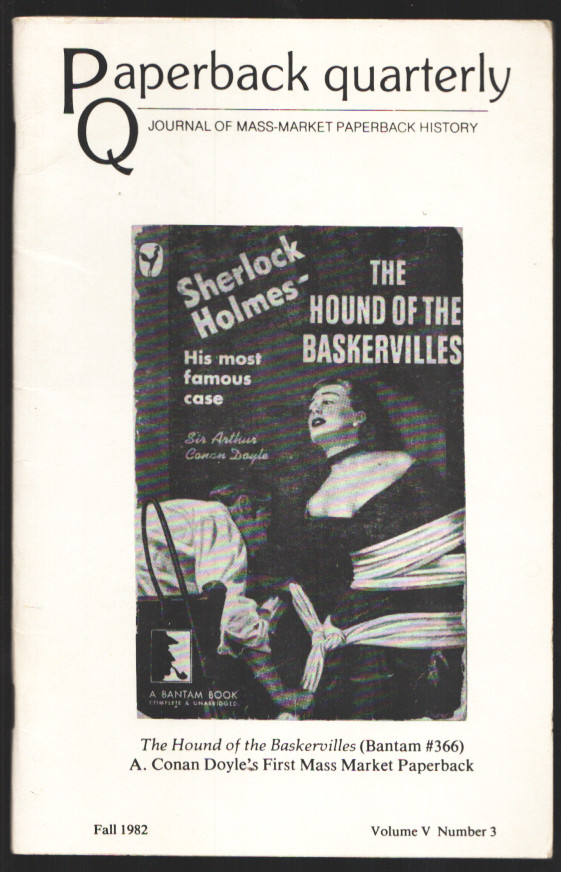 Paperback quarterly
PQ
JOURNAL OF MASS-MARKET PAPERBACK HISTORY
Sherlock
Holmes-
THE
HOUND OF THE
BASKERVILLES
His most
famous
case
Sir Arthur
Conan Doyle
A BANTAM BOOK
COMPLETE & UNABRIDGED
The Hound of the Baskervilles (Bantam #366)
A. Conan Doyle's First Mass Market Paperback
Fall 1982
Volume V Number 3